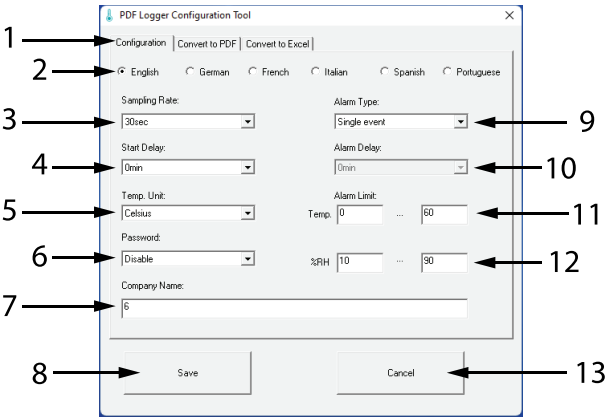 PDF Logger Configuration Tool
1 Configuration Convert to PDF Convert to Excel
2 English German French Italian Spanish Portuguese
Sampling Rate: Alarm Type:
3 30sec Single event 9
Start Delay: Alarm Delay:
4 0min 0min 10
Temp. Unit: Alarm Limit:
5 Celsius Temp. 0 ... 60 11
Password:
6 Disable %RH 10 ... 90 12
Company Name:
7 6
8 Save Cancel 13